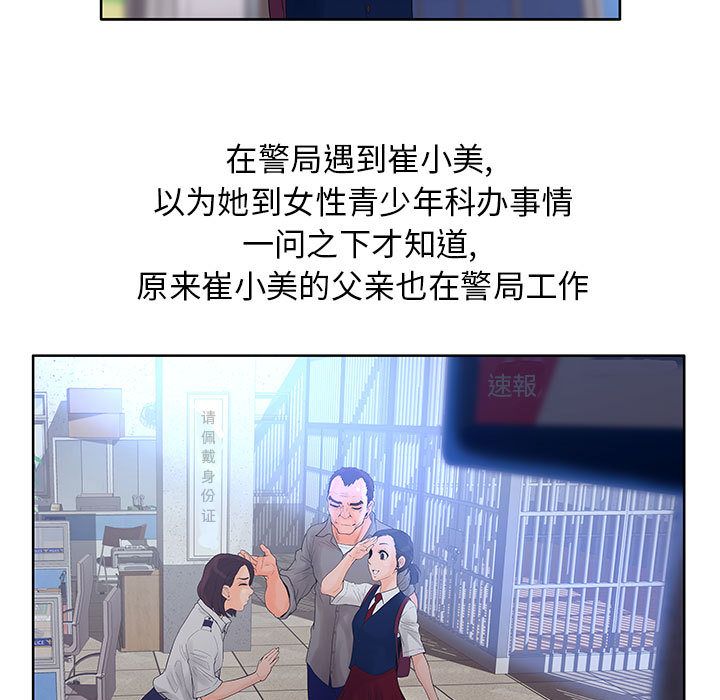 在警局遇到崔小美,
以为她到女性青少年科办事情
一问之下才知道,
原来崔小美的父亲也在警局工作
速報
请佩戴身份证